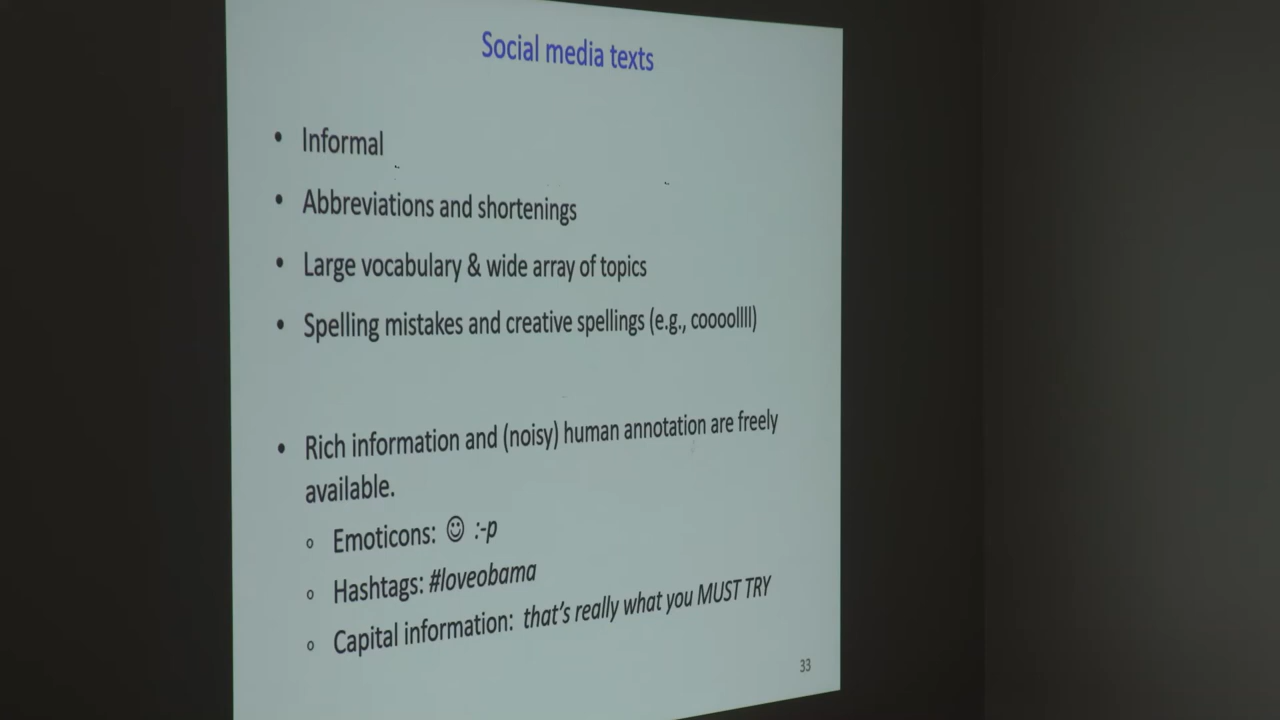 Social media texts
• Informal
• Abbreviations and shortenings
• Large vocabulary & wide array of topics
• Spelling mistakes and creative spellings (e.g., coooollll)
• Rich information and (noisy) human annotation are freely
available.
o Emoticons: ☺ :-p
o Hashtags: #loveobama
o Capital information: that's really what you MUST TRY
33